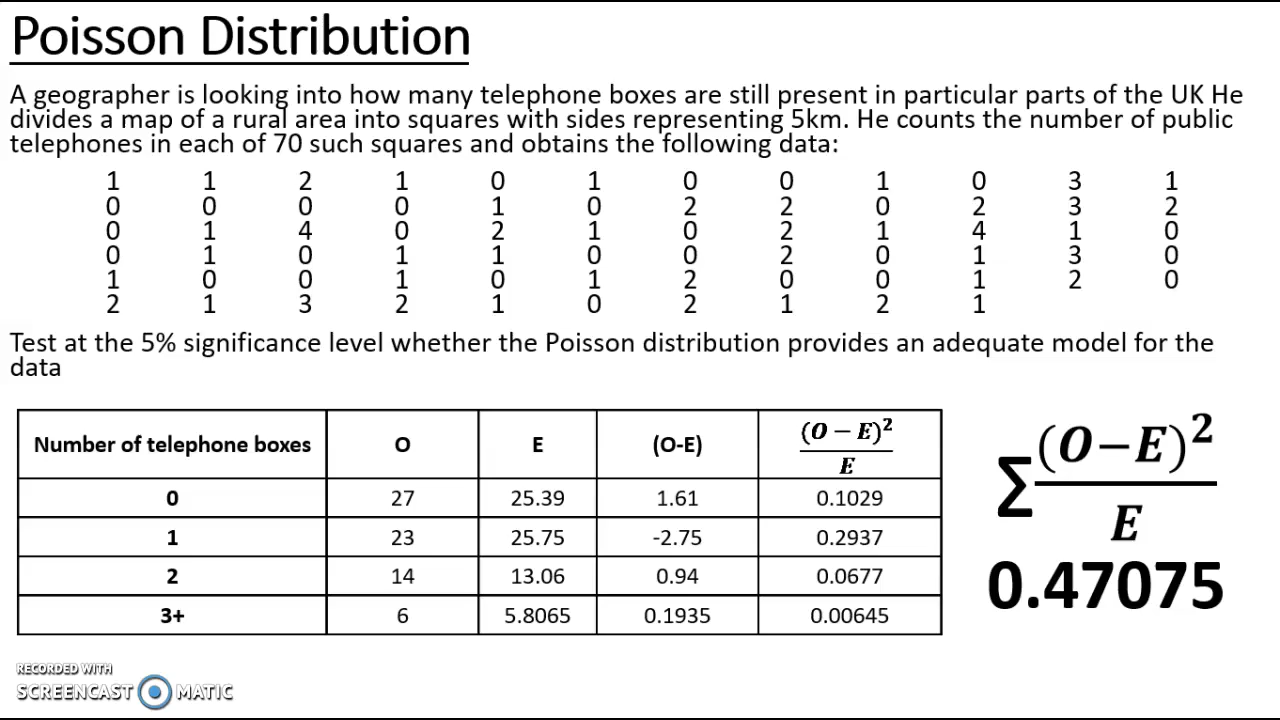 Poisson Distribution
A geographer is looking into how many telephone boxes are still present in particular parts of the UK He
divides a map of a rural area into squares with sides representing 5km. He counts the number of public
telephones in each of 70 such squares and obtains the following data:
1 1 2 1 0 1 0 0 1 0 3 1
0 0 0 0 1 0 2 2 0 2 3 2
0 1 4 0 2 1 0 2 1 4 1 0
0 1 0 1 1 0 0 2 0 1 3 0
1 0 0 1 0 1 2 0 0 1 2 0
2 1 3 2 1 0 2 1 2 1
Test at the 5% significance level whether the Poisson distribution provides an adequate model for the
data
Number of telephone boxes O E (O-E) (O − E)²/E
0 27 25.39 1.61 0.1029
1 23 25.75 -2.75 0.2937
2 14 13.06 0.94 0.0677
3+ 6 5.8065 0.1935 0.00645
∑ (O−E)²/E
0.47075
RECORDED WITH
SCREENCAST MATIC